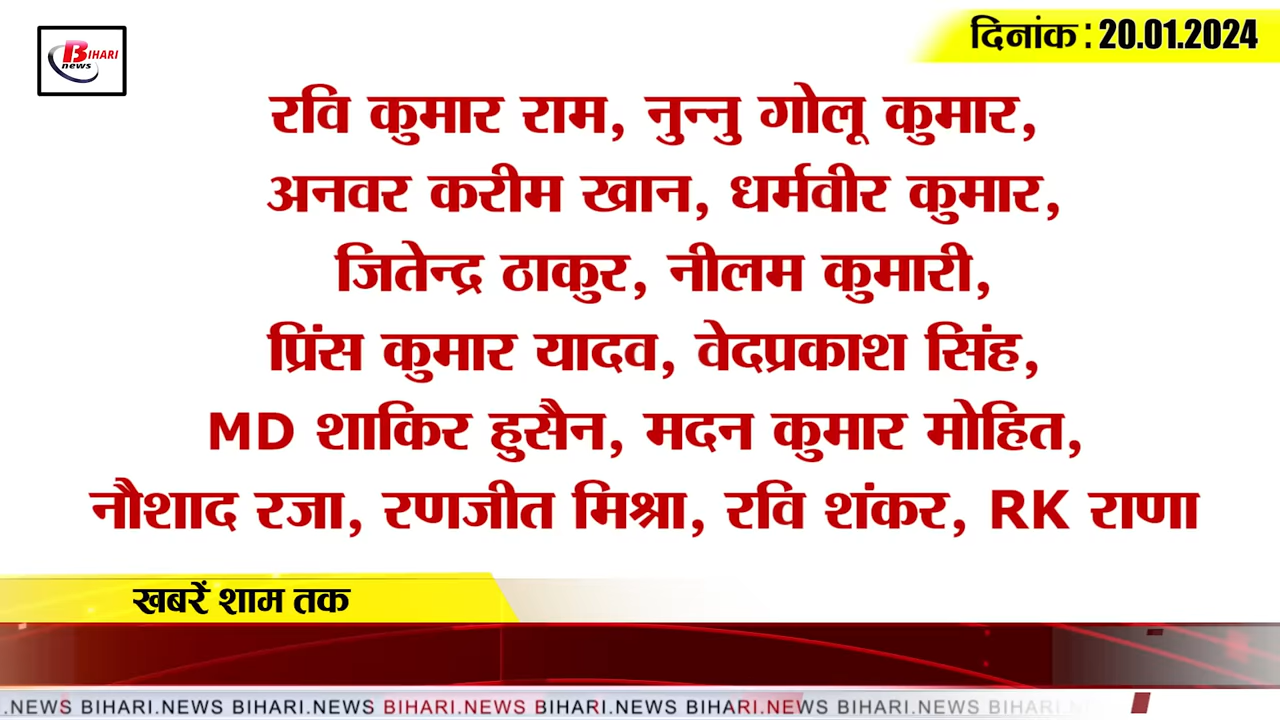 BIHARI
news
दिनांक : 20.01.2024
रवि कुमार राम, नुन्नु गोलू कुमार,
अनवर करीम खान, धर्मवीर कुमार,
जितेन्द्र ठाकुर, नीलम कुमारी,
प्रिंस कुमार यादव, वेदप्रकाश सिंह,
MD शाकिर हुसैन, मदन कुमार मोहित,
नौशाद रजा, रणजीत मिश्रा, रवि शंकर, RK राणा
खबरें शाम तक
.NEWS BIHARI.NEWS BIHARI.NEWS BIHARI.NEWS BIHARI.NEWS BIHARI.NEWS BIHARI.NEWS BIHARI